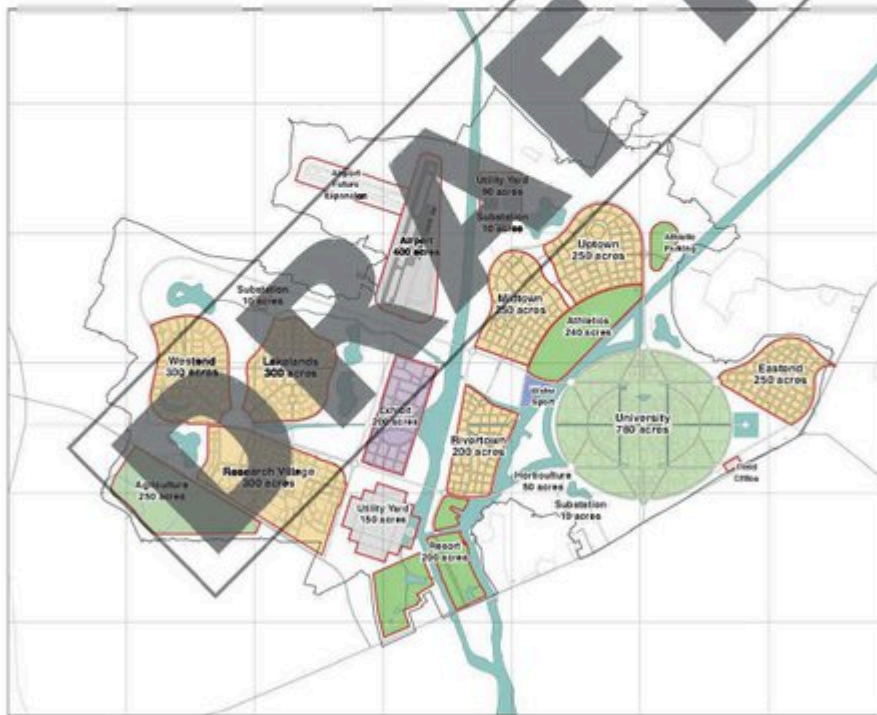 DRAFT
Airport
Future
Expansion
Utility Yard
90 acres
Substation
10 acres
Airport
600 acres
Uptown
250 acres
Athletic
Parking
Substation
10 acres
Midtown
250 acres
Athletics
240 acres
Westend
300 acres
Lakelands
300 acres
Eastend
250 acres
Water
Sport
Exhibit
200 acres
University
780 acres
Rivertown
200 acres
Research Village
300 acres
Agriculture
250 acres
Horticulture
50 acres
Utility Yard
150 acres
Substation
10 acres
Resort
200 acres